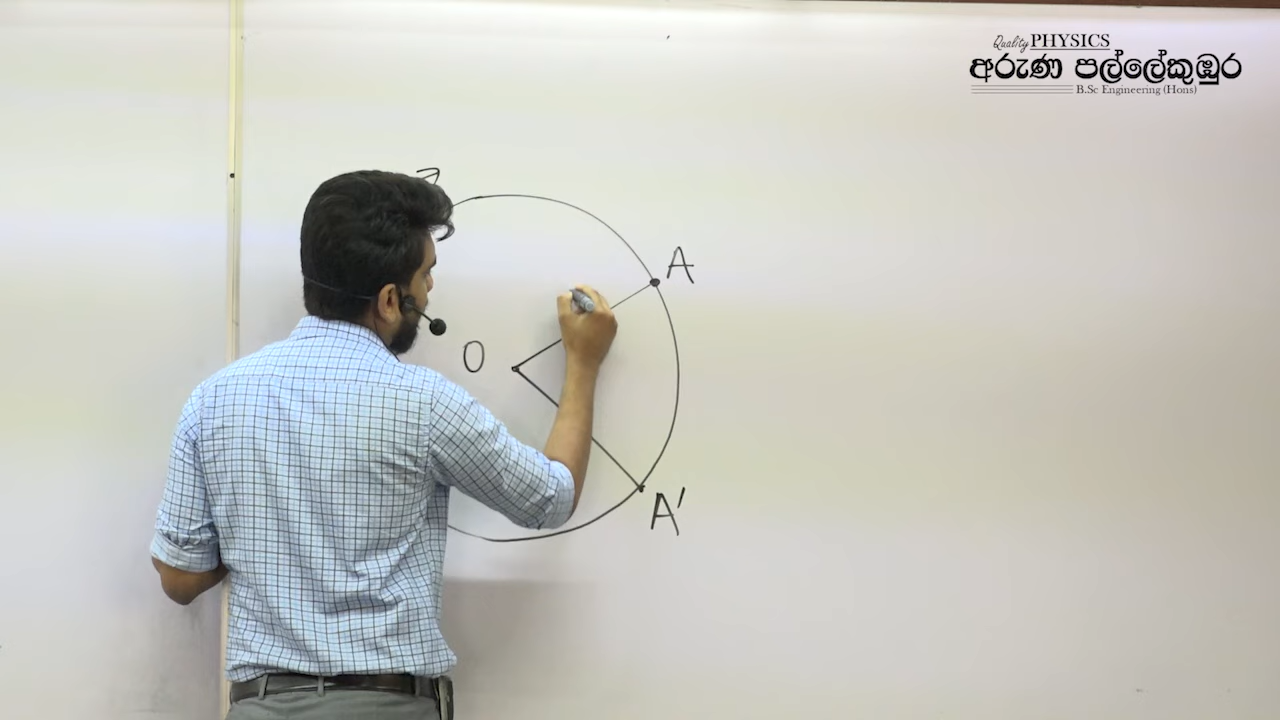 Quality PHYSICS
අරුණ පල්ලේකුඹුර
B.Sc Engineering (Hons)
A
O
A'